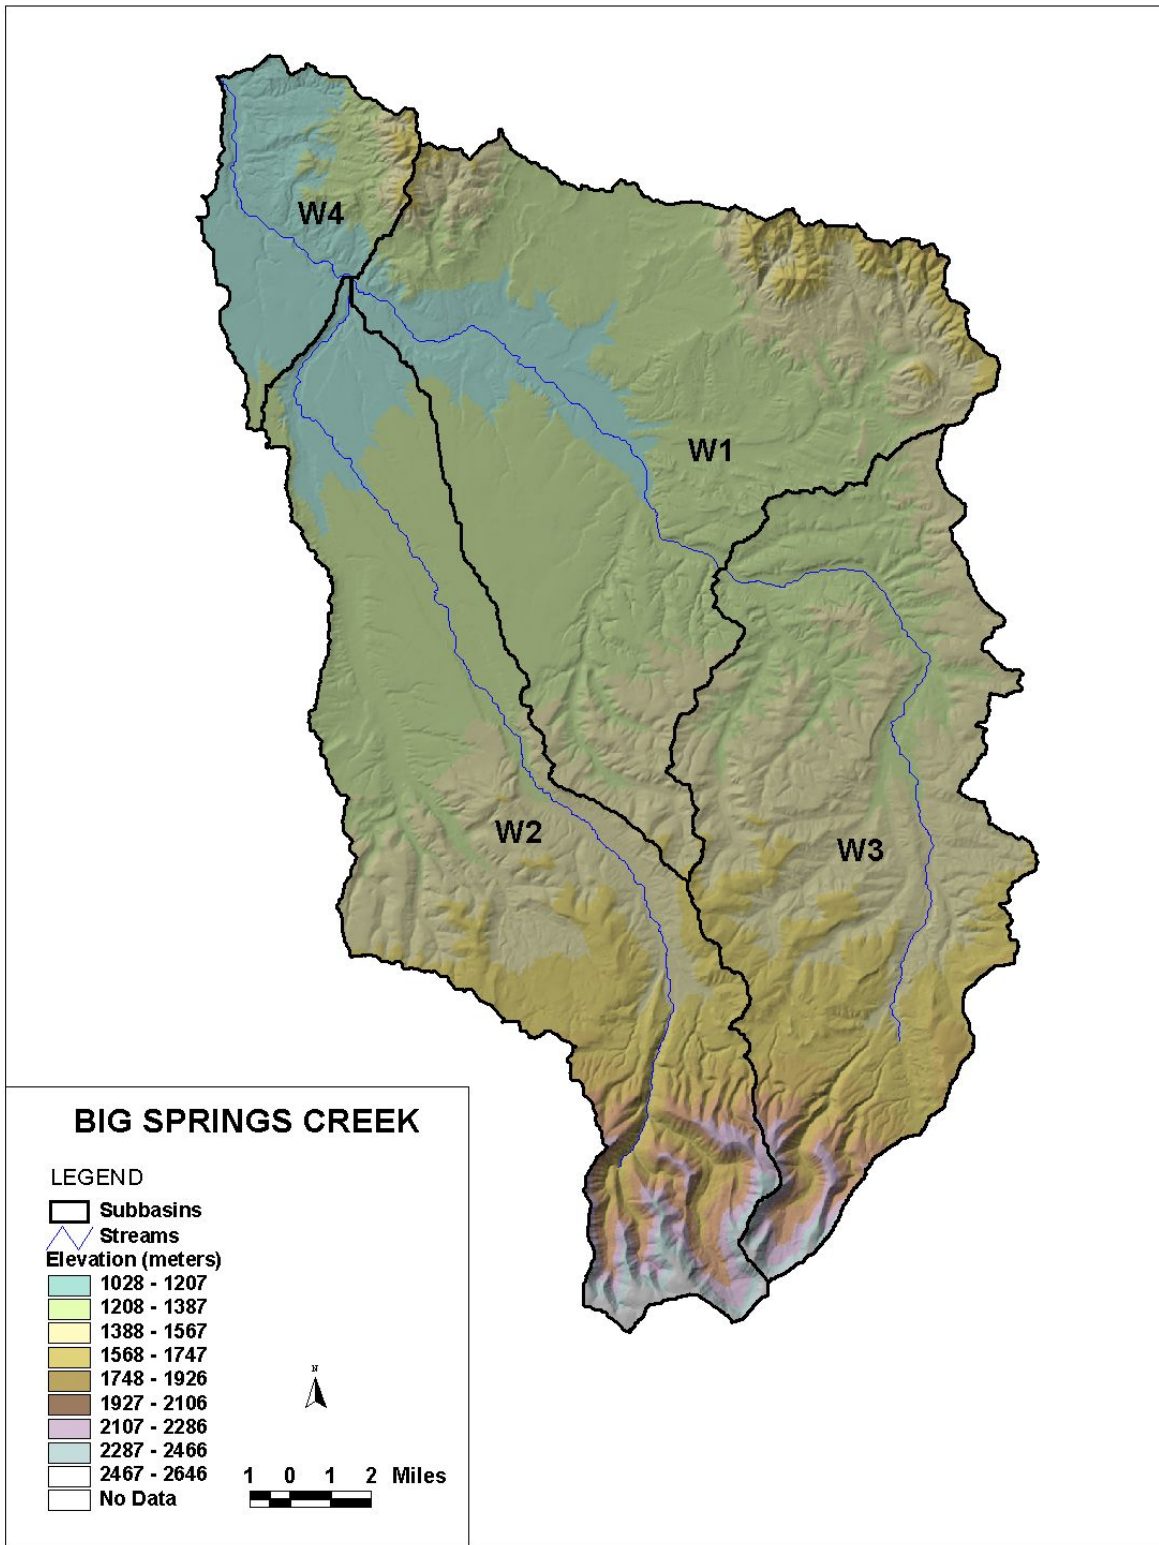 W4
W1
W2
W3
BIG SPRINGS CREEK
LEGEND
Subbasins
Streams
Elevation (meters)
1028 - 1207
1208 - 1387
1388 - 1567
1568 - 1747
1748 - 1926
1927 - 2106
2107 - 2286
2287 - 2466
2467 - 2646
No Data
N
1 0 1 2 Miles